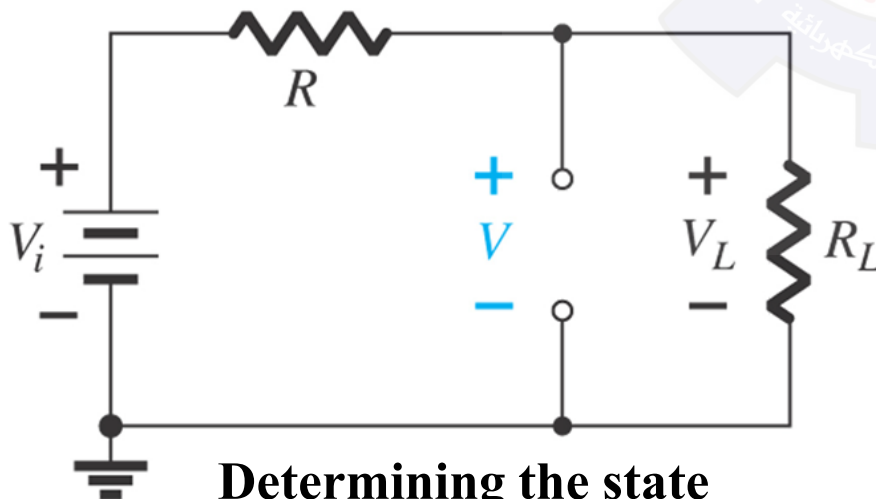 R
+
+
+
V_i
V
V_L
R_L
−
−
−
Determining the state